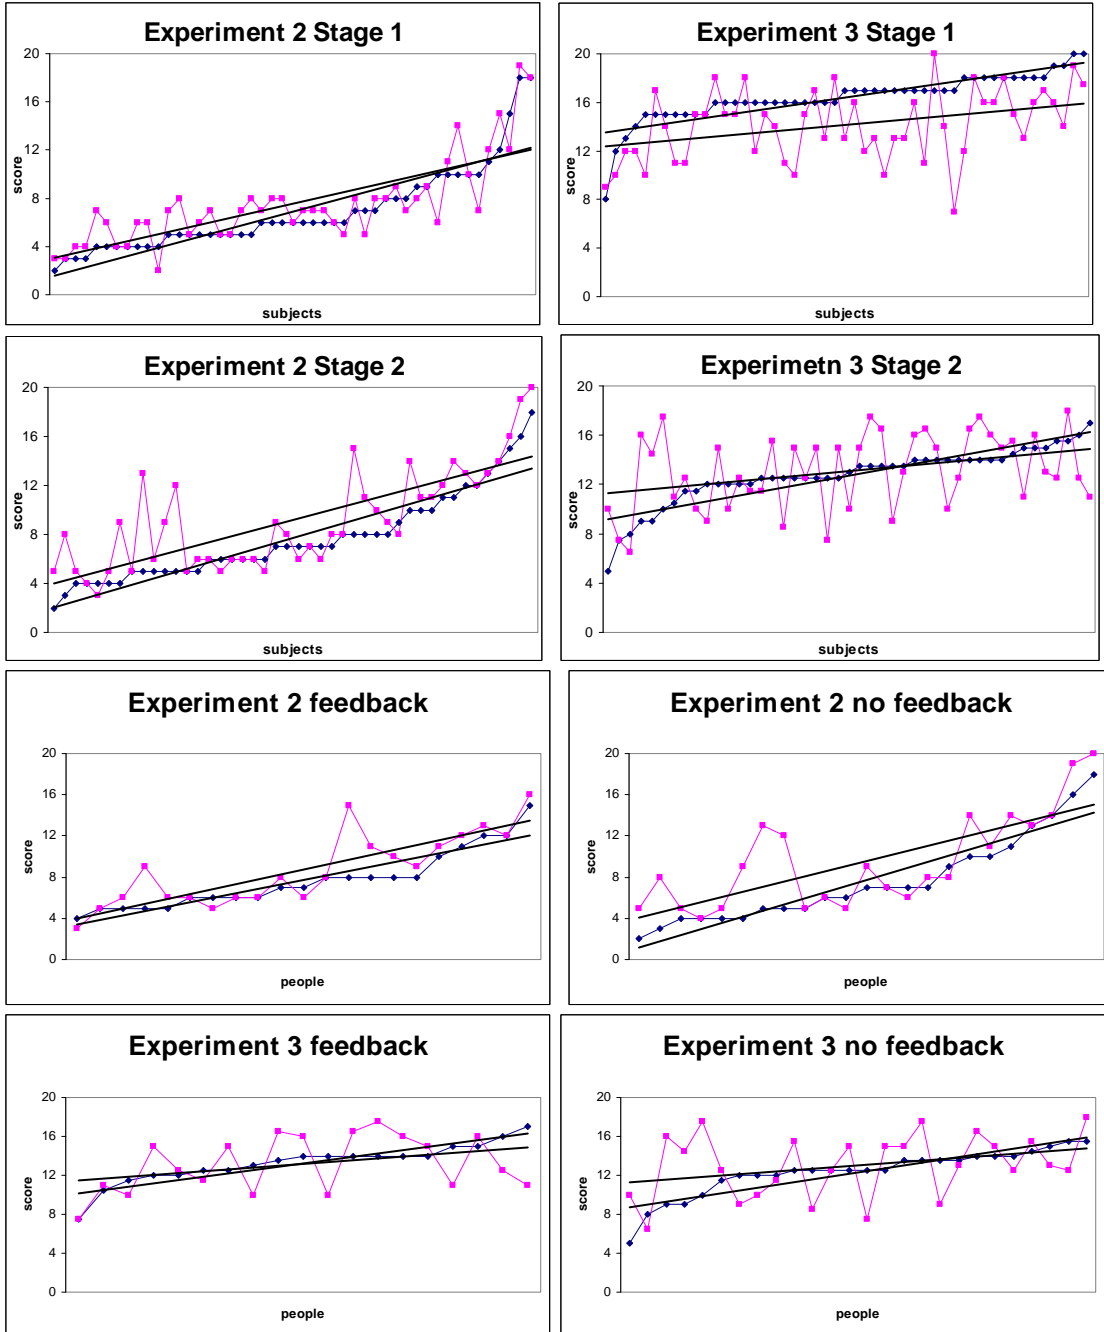 Experiment 2 Stage 1
20
16
12
8
4
0
score
subjects
Experiment 3 Stage 1
20
16
12
8
4
0
score
subjects
Experiment 2 Stage 2
20
16
12
8
4
0
score
subjects
Experimetn 3 Stage 2
20
16
12
8
4
0
score
subjects
Experiment 2 feedback
20
16
12
8
4
0
score
people
Experiment 2 no feedback
20
16
12
8
4
0
score
people
Experiment 3 feedback
20
16
12
8
4
0
score
people
Experiment 3 no feedback
20
16
12
8
4
0
score
people